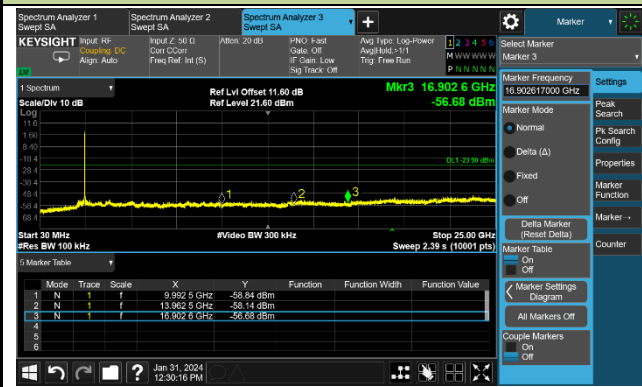 Spectrum Analyzer 1
Swept SA
Spectrum Analyzer 2
Swept SA
Spectrum Analyzer 3
Swept SA
Marker
KEYSIGHT
Input: RF
Coupling: DC
Align: Auto
Input Z: 50 Ω
Corr CCorr
Freq Ref: Int (S)
Atten: 20 dB
PNO: Fast
Gate: Off
IF Gain: Low
Sig Track: Off
Avg Type: Log-Power
Avg|Hold:>1/1
Trig: Free Run
1 2 3 4 5 6
M W W W W W
P N N N N N
Select Marker
Marker 3
1 Spectrum
Scale/Div 10 dB
Log
Ref Lvl Offset 11.60 dB
Ref Level 21.60 dBm
Mkr3 16.902 6 GHz
-56.68 dBm
11.6
1.60
-8.40
-18.4
-28.4
-38.4
-48.4
-58.4
-68.4
1
2
3
Start 30 MHz
#Res BW 100 kHz
#Video BW 300 kHz
Stop 25.00 GHz
Sweep 2.39 s (10001 pts)
5 Marker Table
Mode Trace Scale X Y Function Function Width Function Value
1 N 1 f 9.992 5 GHz -58.84 dBm
2 N 1 f 13.962 5 GHz -58.14 dBm
3 N 1 f 16.902 6 GHz -56.68 dBm
4
5
6
Marker Frequency
16.902617000 GHz
Marker Mode
Normal
Delta (Δ)
Fixed
Off
Delta Marker
(Reset Delta)
Marker Table
On
Off
Marker Settings
Diagram
All Markers Off
Couple Markers
On
Off
Settings
Peak
Search
Pk Search
Config
Properties
Marker
Function
Marker→
Counter
Jan 31, 2024
12:30:16 PM